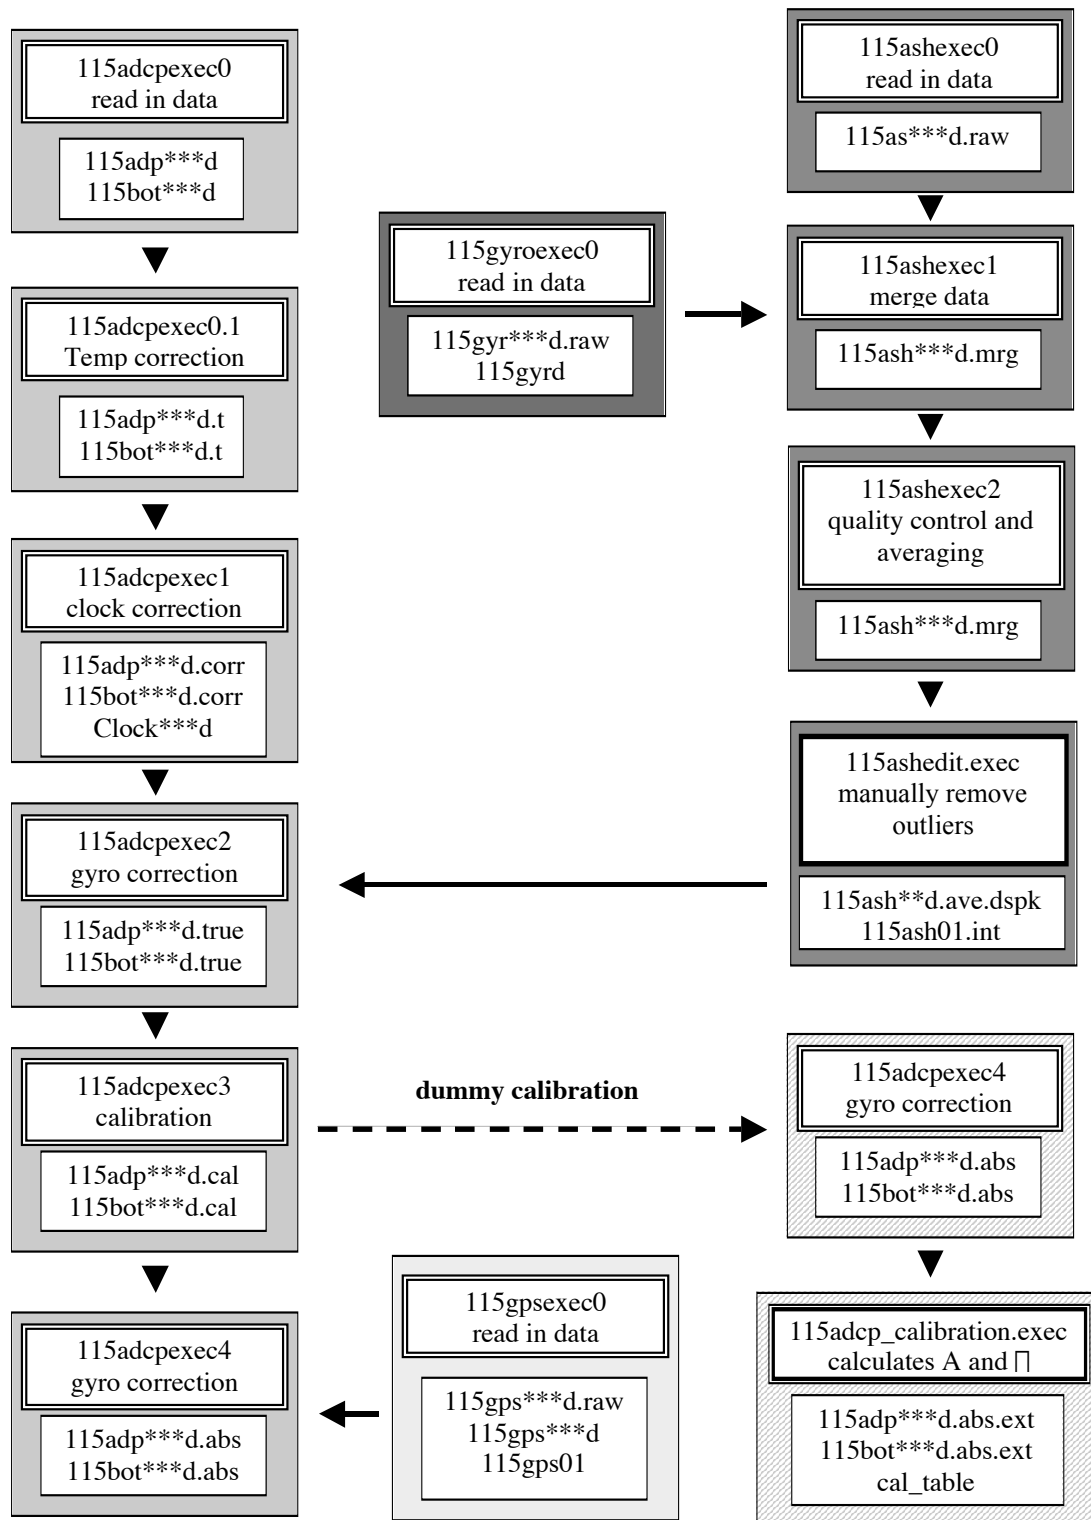 115adcpexec0
read in data
115adp***d
115bot***d
115adcpexec0.1
Temp correction
115adp***d.t
115bot***d.t
115adcpexec1
clock correction
115adp***d.corr
115bot***d.corr
Clock***d
115adcpexec2
gyro correction
115adp***d.true
115bot***d.true
115adcpexec3
calibration
115adp***d.cal
115bot***d.cal
115adcpexec4
gyro correction
115adp***d.abs
115bot***d.abs
115gyroexec0
read in data
115gyr***d.raw
115gyrd
dummy calibration
115gpsexec0
read in data
115gps***d.raw
115gps***d
115gps01
115ashexec0
read in data
115as***d.raw
115ashexec1
merge data
115ash***d.mrg
115ashexec2
quality control and
averaging
115ash***d.mrg
115ashedit.exec
manually remove
outliers
115ash**d.ave.dspk
115ash01.int
115adcpexec4
gyro correction
115adp***d.abs
115bot***d.abs
115adcp_calibration.exec
calculates A and ∏
115adp***d.abs.ext
115bot***d.abs.ext
cal_table